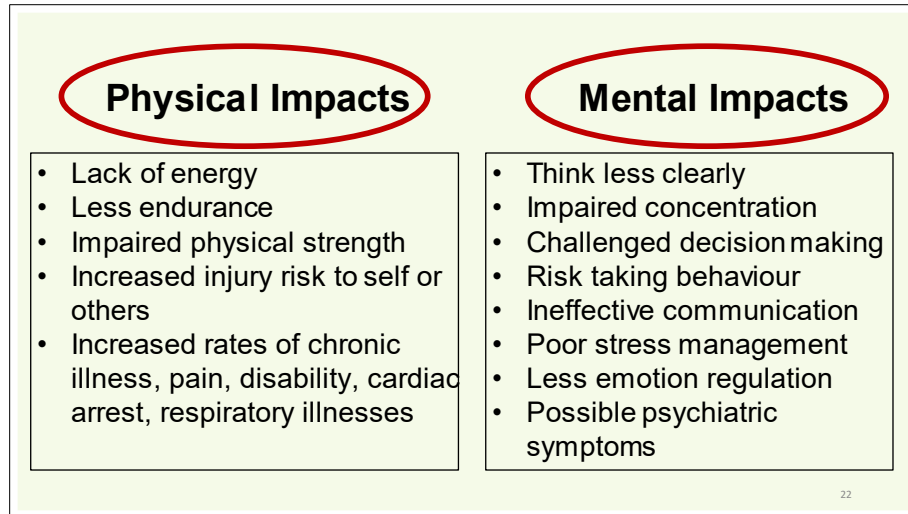 Physical Impacts
• Lack of energy
• Less endurance
• Impaired physical strength
• Increased injury risk to self or
others
• Increased rates of chronic
illness, pain, disability, cardiac
arrest, respiratory illnesses
Mental Impacts
• Think less clearly
• Impaired concentration
• Challenged decision making
• Risk taking behaviour
• Ineffective communication
• Poor stress management
• Less emotion regulation
• Possible psychiatric
symptoms
22